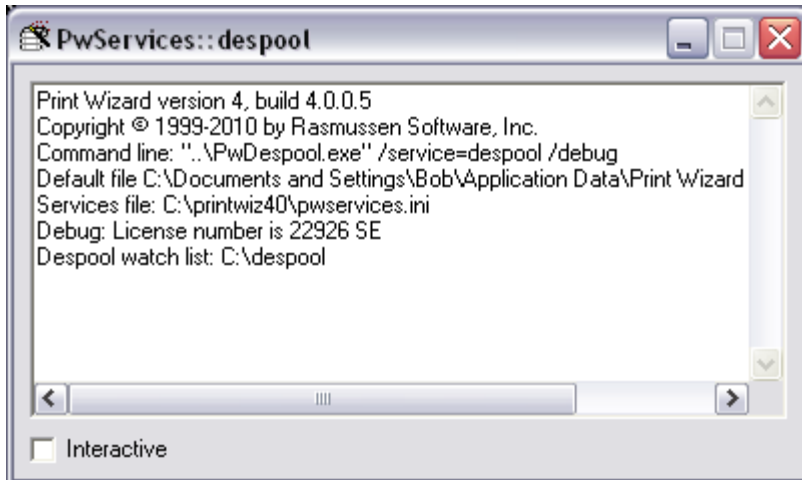 PwServices::despool
Print Wizard version 4, build 4.0.0.5
Copyright © 1999-2010 by Rasmussen Software, Inc.
Command line: "..\PwDespool.exe" /service=despool /debug
Default file C:\Documents and Settings\Bob\Application Data\Print Wizard
Services file: C:\printwiz40\pwservices.ini
Debug: License number is 22926 SE
Despool watch list: C:\despool
Interactive